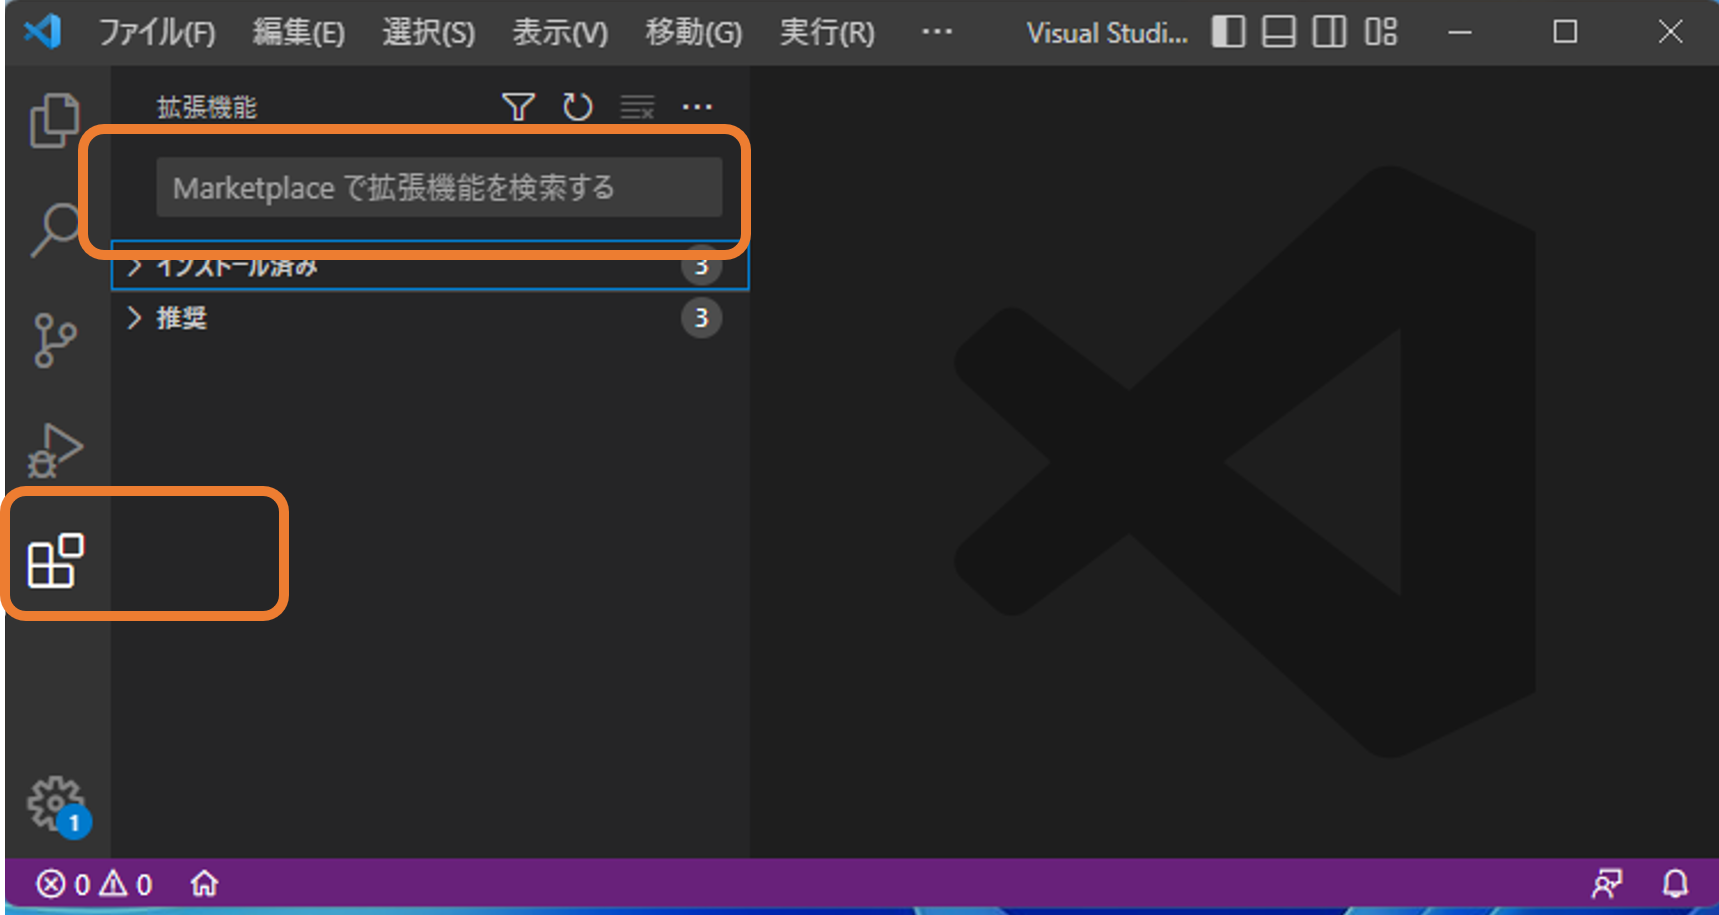 ファイル(F) 編集(E) 選択(S) 表示(V) 移動(G) 実行(R) ··· Visual Studi...
拡張機能 ···
Marketplace で拡張機能を検索する
インストール済み 3
推奨 3
1
0 0